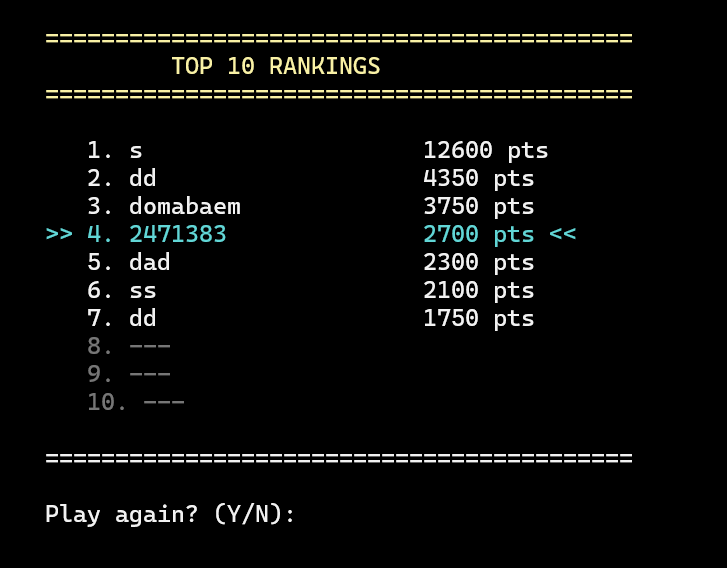 ==========================================
TOP 10 RANKINGS
==========================================
1. s 12600 pts
2. dd 4350 pts
3. domabaem 3750 pts
>> 4. 2471383 2700 pts <<
5. dad 2300 pts
6. ss 2100 pts
7. dd 1750 pts
8. ---
9. ---
10. ---
==========================================
Play again? (Y/N):